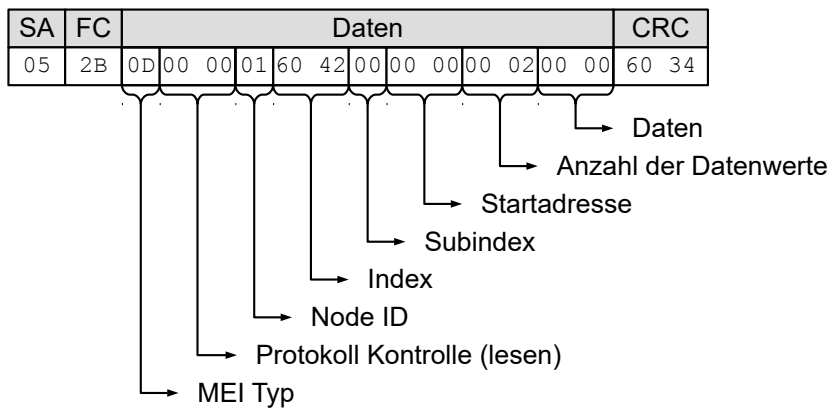 SA FC Daten CRC
05 2B 0D 00 00 01 60 42 00 00 00 00 02 00 00 60 34
Daten
Anzahl der Datenwerte
Startadresse
Subindex
Index
Node ID
Protokoll Kontrolle (lesen)
MEI Typ